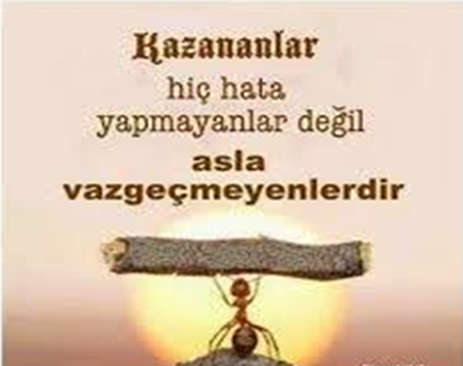 Kazananlar
hiç hata
yapmayanlar değil
asla
vazgeçmeyenlerdir